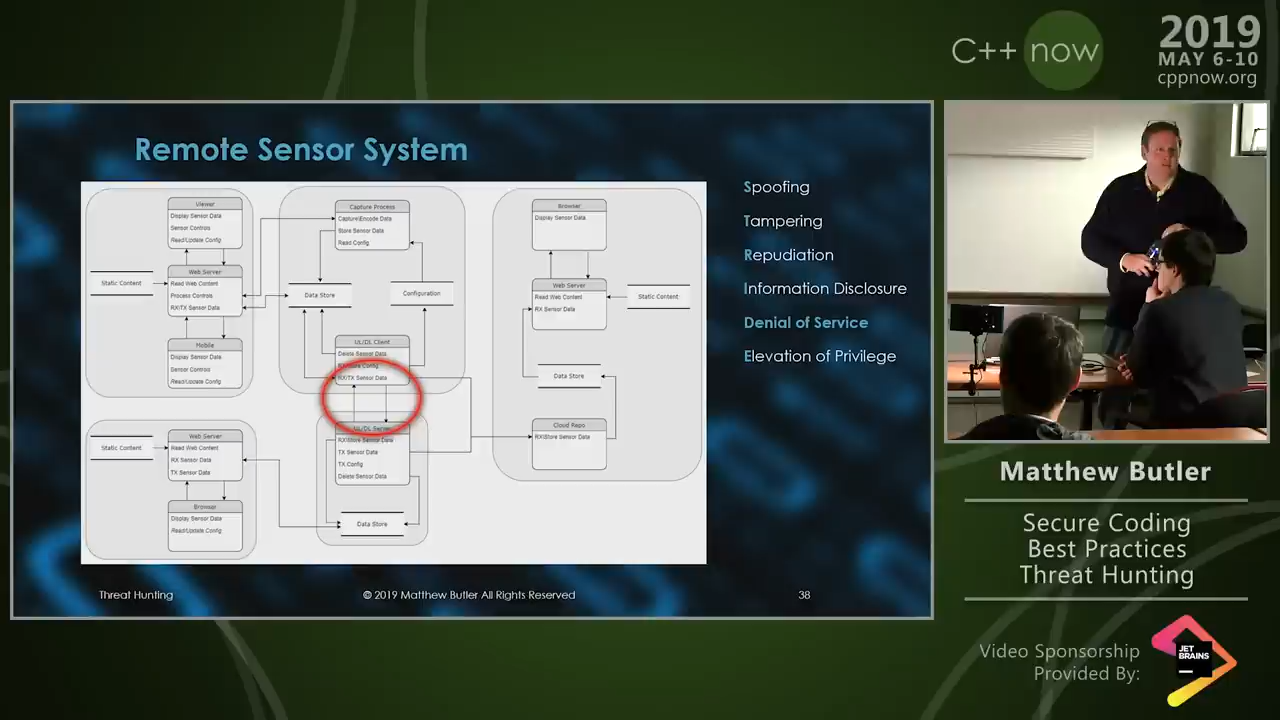 C++ now
2019
MAY 6-10
cppnow.org
Remote Sensor System
Viewer
Display Sensor Data
Sensor Controls
Read/Update Config
Static Content
Web Server
Read Web Content
Process Controls
RX/TX Sensor Data
Mobile
Display Sensor Data
Sensor Controls
Read/Update Config
Capture Process
Capture\Encode Data
Store Sensor Data
Read Config
Data Store
Configuration
UL/DL Client
Delete Sensor Data
RX/TX Sensor Data
UL/DL Server
RX\Store Sensor Data
TX Sensor Data
TX Config
Delete Sensor Data
Data Store
Static Content
Web Server
Read Web Content
RX Sensor Data
TX Sensor Data
Browser
Display Sensor Data
Read/Update Config
Browser
Display Sensor Data
Web Server
Read Web Content
RX Sensor Data
Static Content
Data Store
Cloud Repo
RX\Store Sensor Data
Spoofing
Tampering
Repudiation
Information Disclosure
Denial of Service
Elevation of Privilege
Threat Hunting
© 2019 Matthew Butler All Rights Reserved
38
Matthew Butler
Secure Coding
Best Practices
Threat Hunting
Video Sponsorship
Provided By:
JET
BRAINS